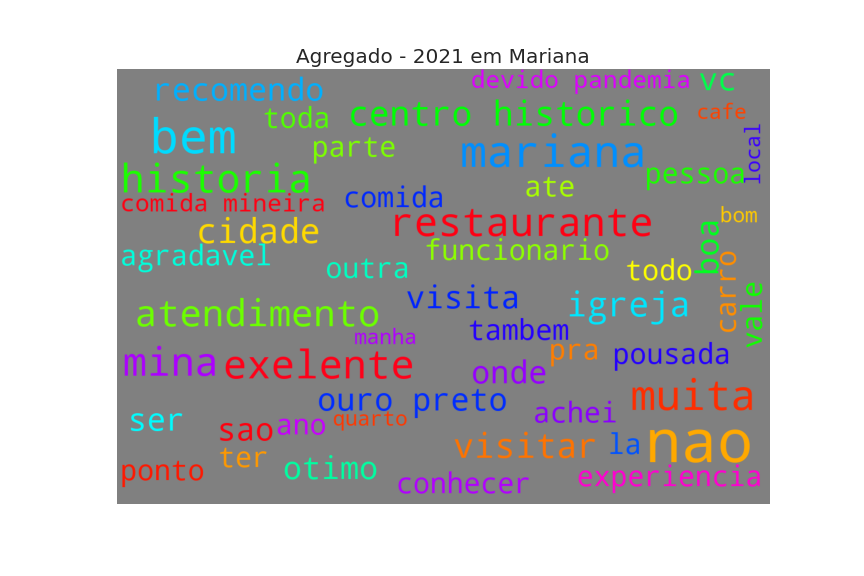 Agregado - 2021 em Mariana
recomendo
devido pandemia
vc
toda
centro historico
cafe
bem
parte
mariana
local
historia
ate
pessoa
comida mineira
comida
restaurante
bom
cidade
funcionario
boa
agradavel
outra
todo
carro
vale
atendimento
visita
igreja
manha
tambem
mina
exelente
onde
pra
pousada
ouro preto
muita
ser
sao
ano
quarto
achei
nao
visitar
la
ponto
ter
otimo
conhecer
experiencia